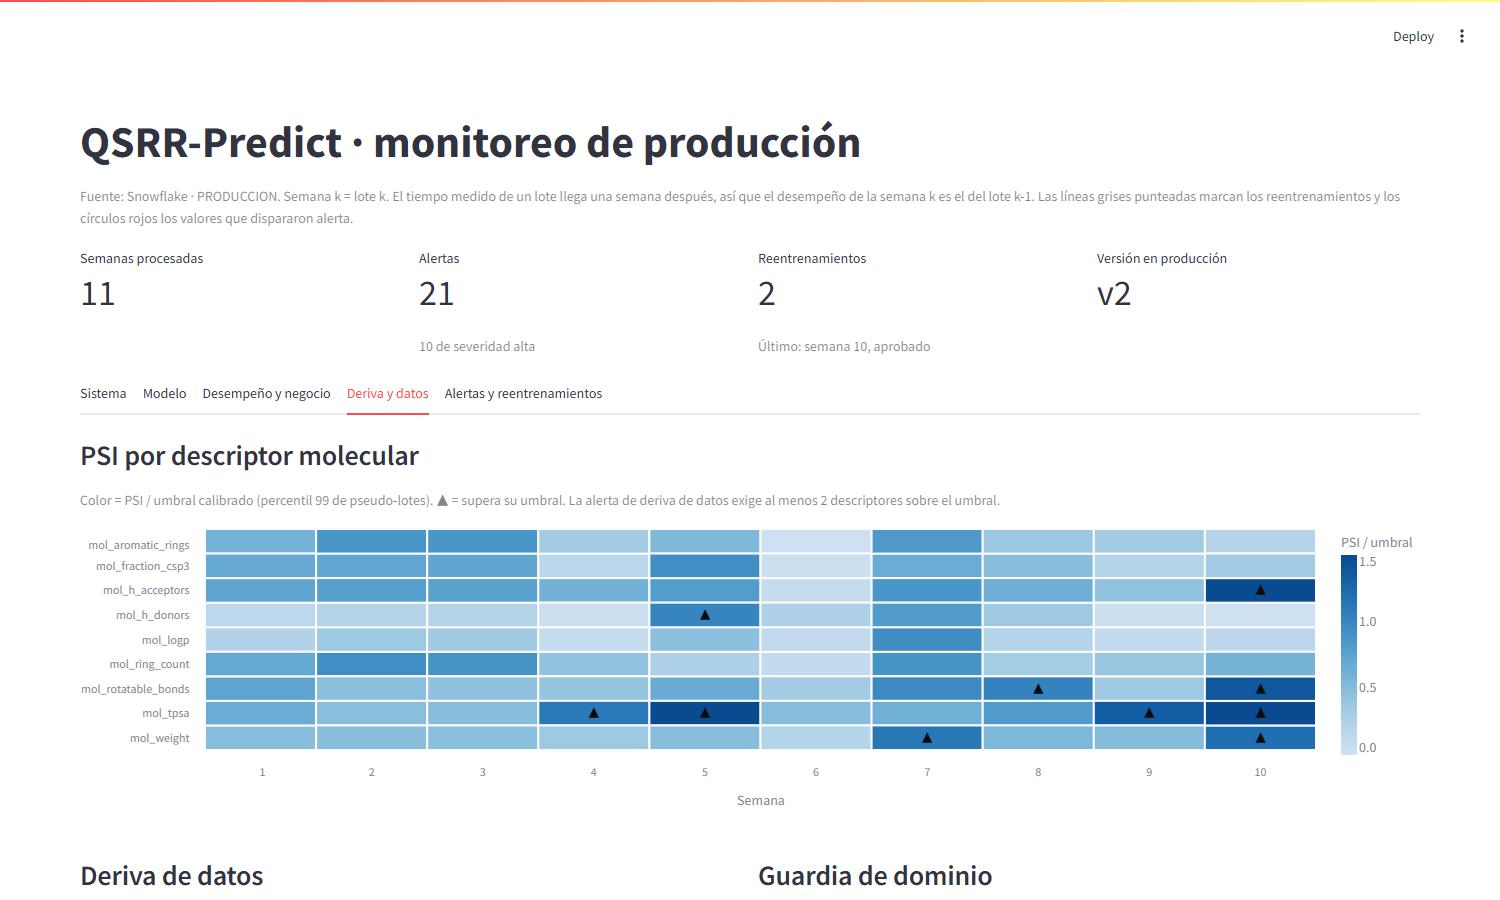 Deploy
QSRR-Predict · monitoreo de producción
Fuente: Snowflake · PRODUCCION. Semana k = lote k. El tiempo medido de un lote llega una semana después, así que el desempeño de la semana k es el del lote k-1. Las líneas grises punteadas marcan los reentrenamientos y los
círculos rojos los valores que dispararon alerta.
Semanas procesadas
11
Alertas
21
10 de severidad alta
Reentrenamientos
2
Último: semana 10, aprobado
Versión en producción
v2
Sistema Modelo Desempeño y negocio Deriva y datos Alertas y reentrenamientos
PSI por descriptor molecular
Color = PSI / umbral calibrado (percentil 99 de pseudo-lotes). ▲ = supera su umbral. La alerta de deriva de datos exige al menos 2 descriptores sobre el umbral.
mol_aromatic_rings
mol_fraction_csp3
mol_h_acceptors
mol_h_donors
mol_logp
mol_ring_count
mol_rotatable_bonds
mol_tpsa
mol_weight
1 2 3 4 5 6 7 8 9 10
Semana
PSI / umbral
1.5
1.0
0.5
0.0
Deriva de datos
Guardia de dominio